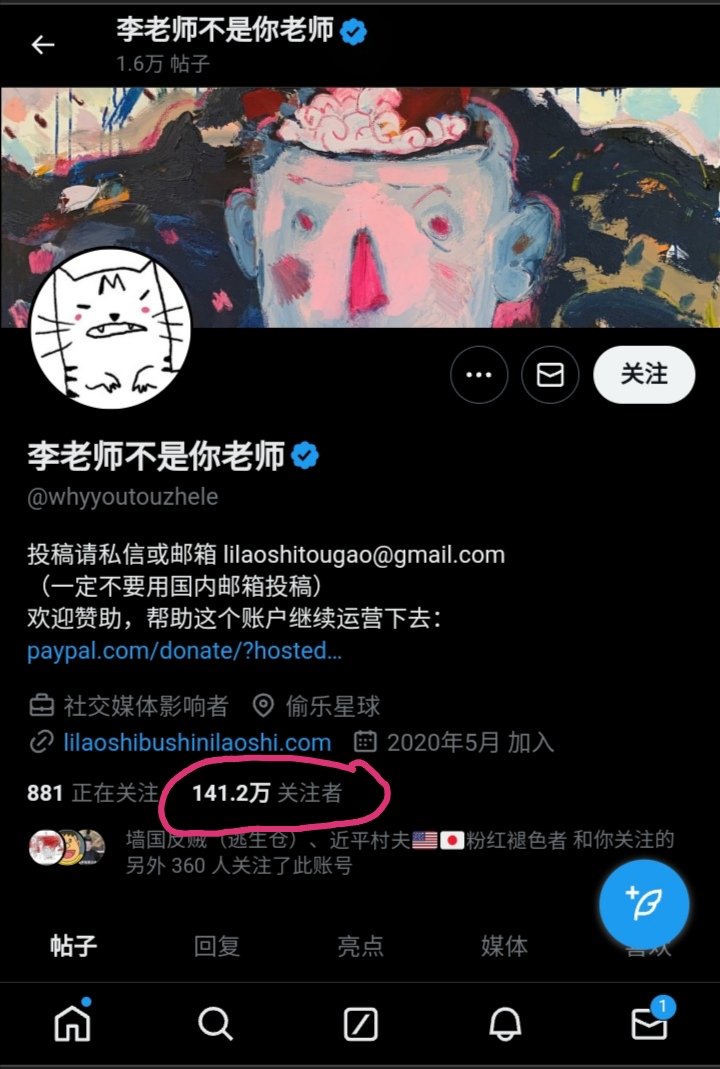 李老师不是你老师
1.6万 帖子
关注
李老师不是你老师
@whyyoutouzhele
投稿请私信或邮箱 lilaoshitougao@gmail.com
（一定不要用国内邮箱投稿）
欢迎赞助，帮助这个账户继续运营下去：
paypal.com/donate/?hosted…
社交媒体影响者 偷乐星球
lilaoshibushinilaoshi.com 2020年5月 加入
881 正在关注 141.2万 关注者
墙国反贼（逃生仓）、近平村夫🇺🇸🇯🇵粉红褪色者 和你关注的
另外 360 人关注了此账号
帖子 回复 亮点 媒体 喜欢
1